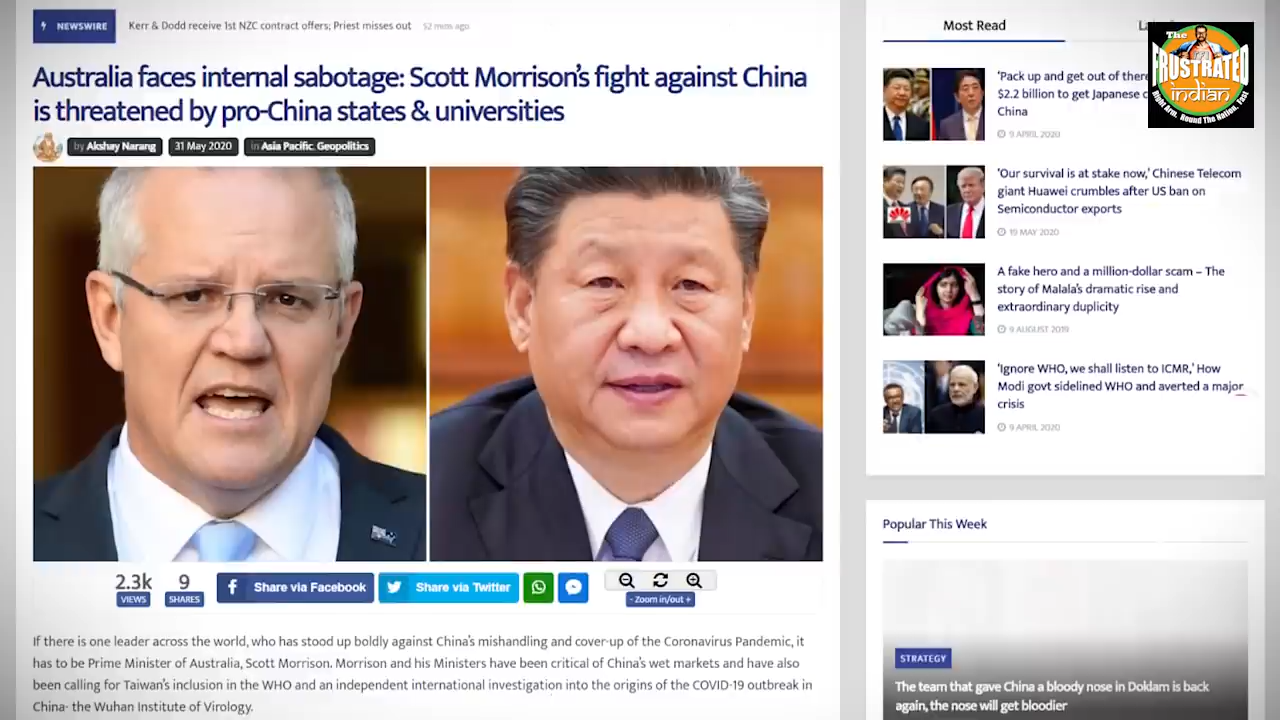 NEWSWIRE
Kerr & Dodd receive 1st NZC contract offers; Priest misses out
52 mins ago
Australia faces internal sabotage: Scott Morrison's fight against China
is threatened by pro-China states & universities
by Akshay Narang
31 May 2020
in Asia Pacific, Geopolitics
2.3k
VIEWS
9
SHARES
Share via Facebook
Share via Twitter
- Zoom in/out +
If there is one leader across the world, who has stood up boldly against China's mishandling and cover-up of the Coronavirus Pandemic, it
has to be Prime Minister of Australia, Scott Morrison. Morrison and his Ministers have been critical of China's wet markets and have also
been calling for Taiwan's inclusion in the WHO and an independent international investigation into the origins of the COVID-19 outbreak in
China- the Wuhan Institute of Virology.
Most Read
The
FRUSTRATED
indian
Right Arm. Round The Nation. Fast
'Pack up and get out of there
$2.2 billion to get Japanese
China
9 APRIL 2020
'Our survival is at stake now,' Chinese Telecom
giant Huawei crumbles after US ban on
Semiconductor exports
19 MAY 2020
A fake hero and a million-dollar scam – The
story of Malala's dramatic rise and
extraordinary duplicity
9 AUGUST 2019
'Ignore WHO, we shall listen to ICMR,' How
Modi govt sidelined WHO and averted a major
crisis
9 APRIL 2020
Popular This Week
STRATEGY
The team that gave China a bloody nose in Doklam is back
again, the nose will get bloodier